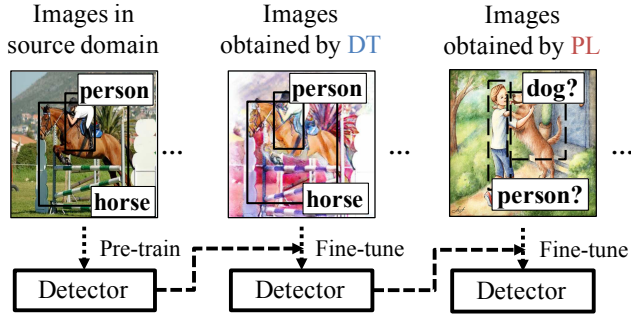 Images in
source domain
Images
obtained by DT
Images
obtained by PL
person
horse
...
person
horse
...
dog?
person?
...
Pre-train
Fine-tune
Fine-tune
Detector
Detector
Detector